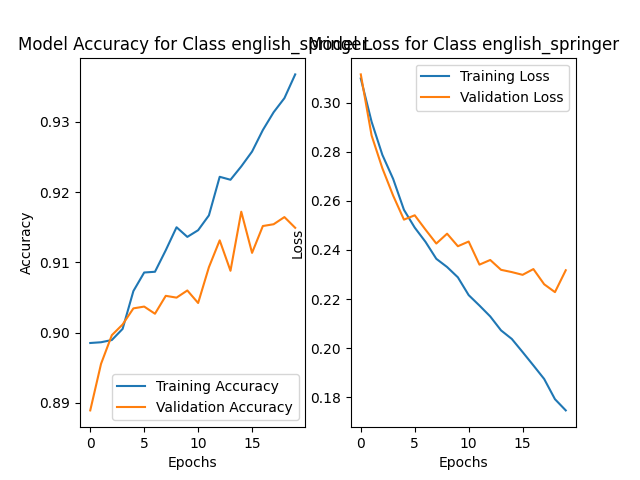 Model Accuracy for Class english_springer
Model Loss for Class english_springer
Accuracy
0.93
0.92
0.91
0.90
0.89
Training Accuracy
Validation Accuracy
0 5 10 15
Epochs
Loss
0.30
0.28
0.26
0.24
0.22
0.20
0.18
Training Loss
Validation Loss
0 5 10 15
Epochs